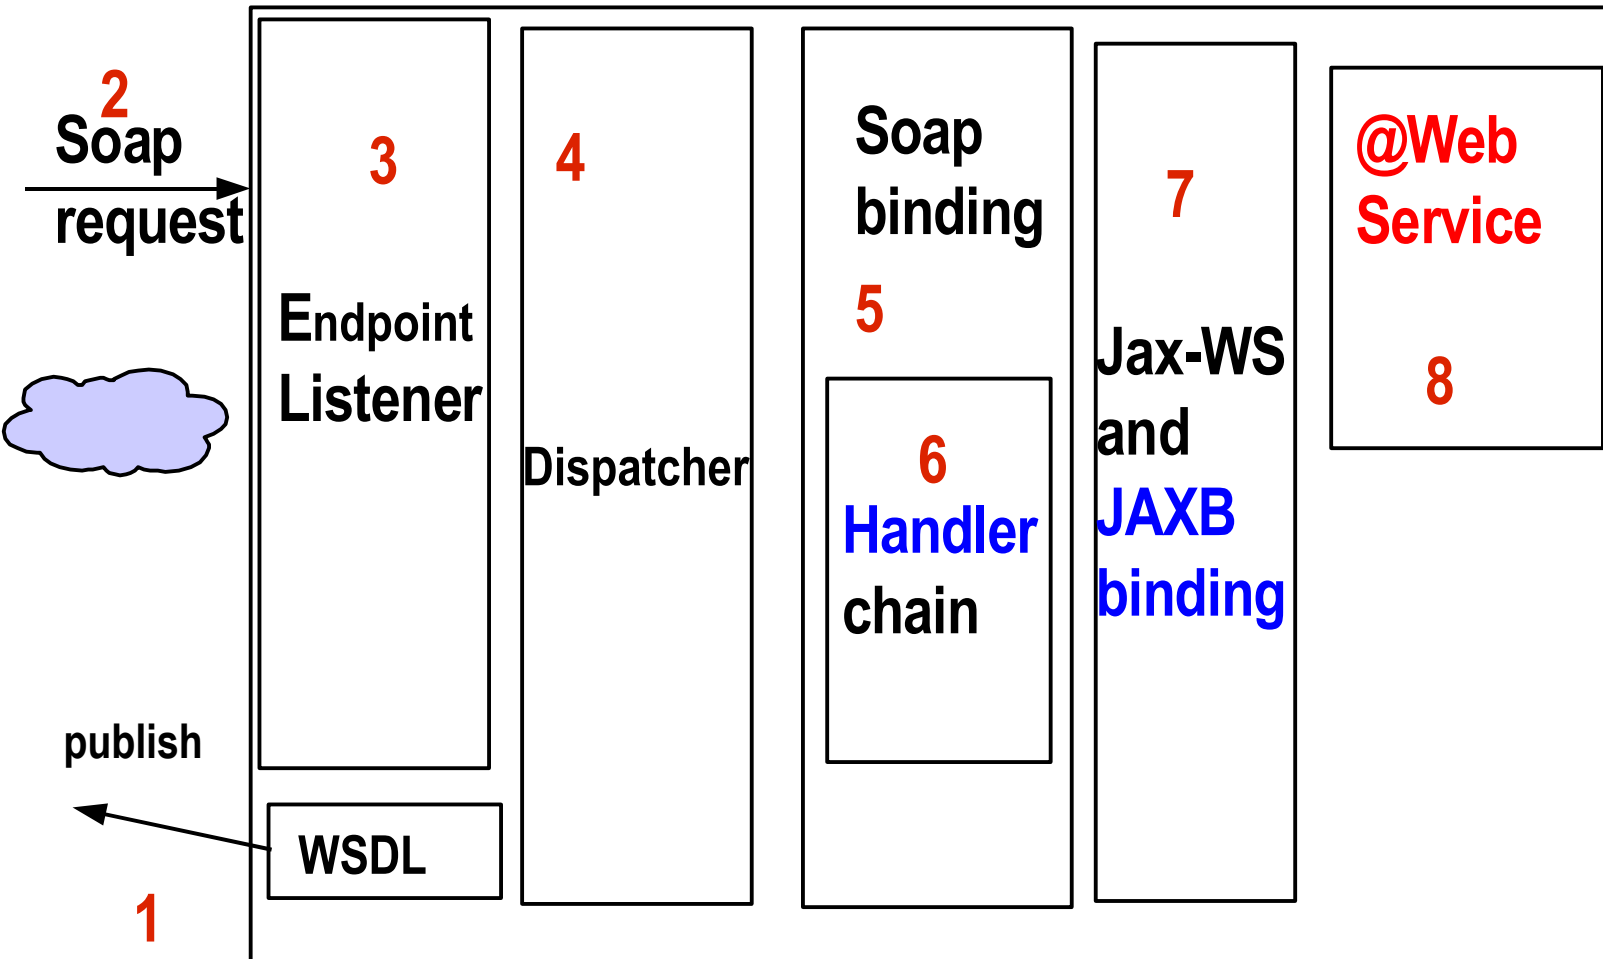 2
Soap
request
3
Endpoint
Listener
4
Dispatcher
Soap
binding
5
6
Handler
chain
7
Jax-WS
and
JAXB
binding
@Web
Service
8
publish
WSDL
1